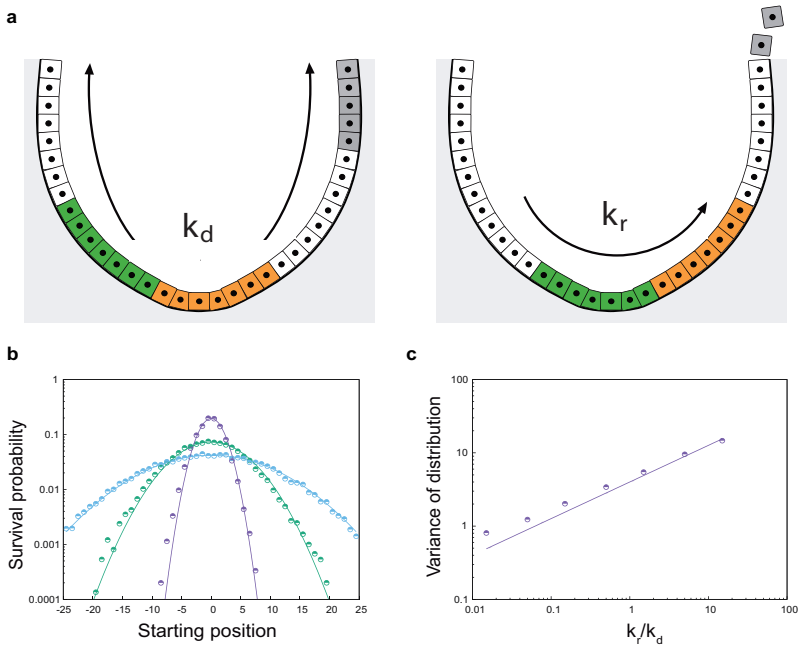 a
k_d
k_r
b
Survival probability
1
0.1
0.01
0.001
0.0001
-25 -20 -15 -10 -5 0 5 10 15 20 25
Starting position
c
Variance of distribution
100
10
1
0.1
0.01 0.1 1 10 100
k_r/k_d